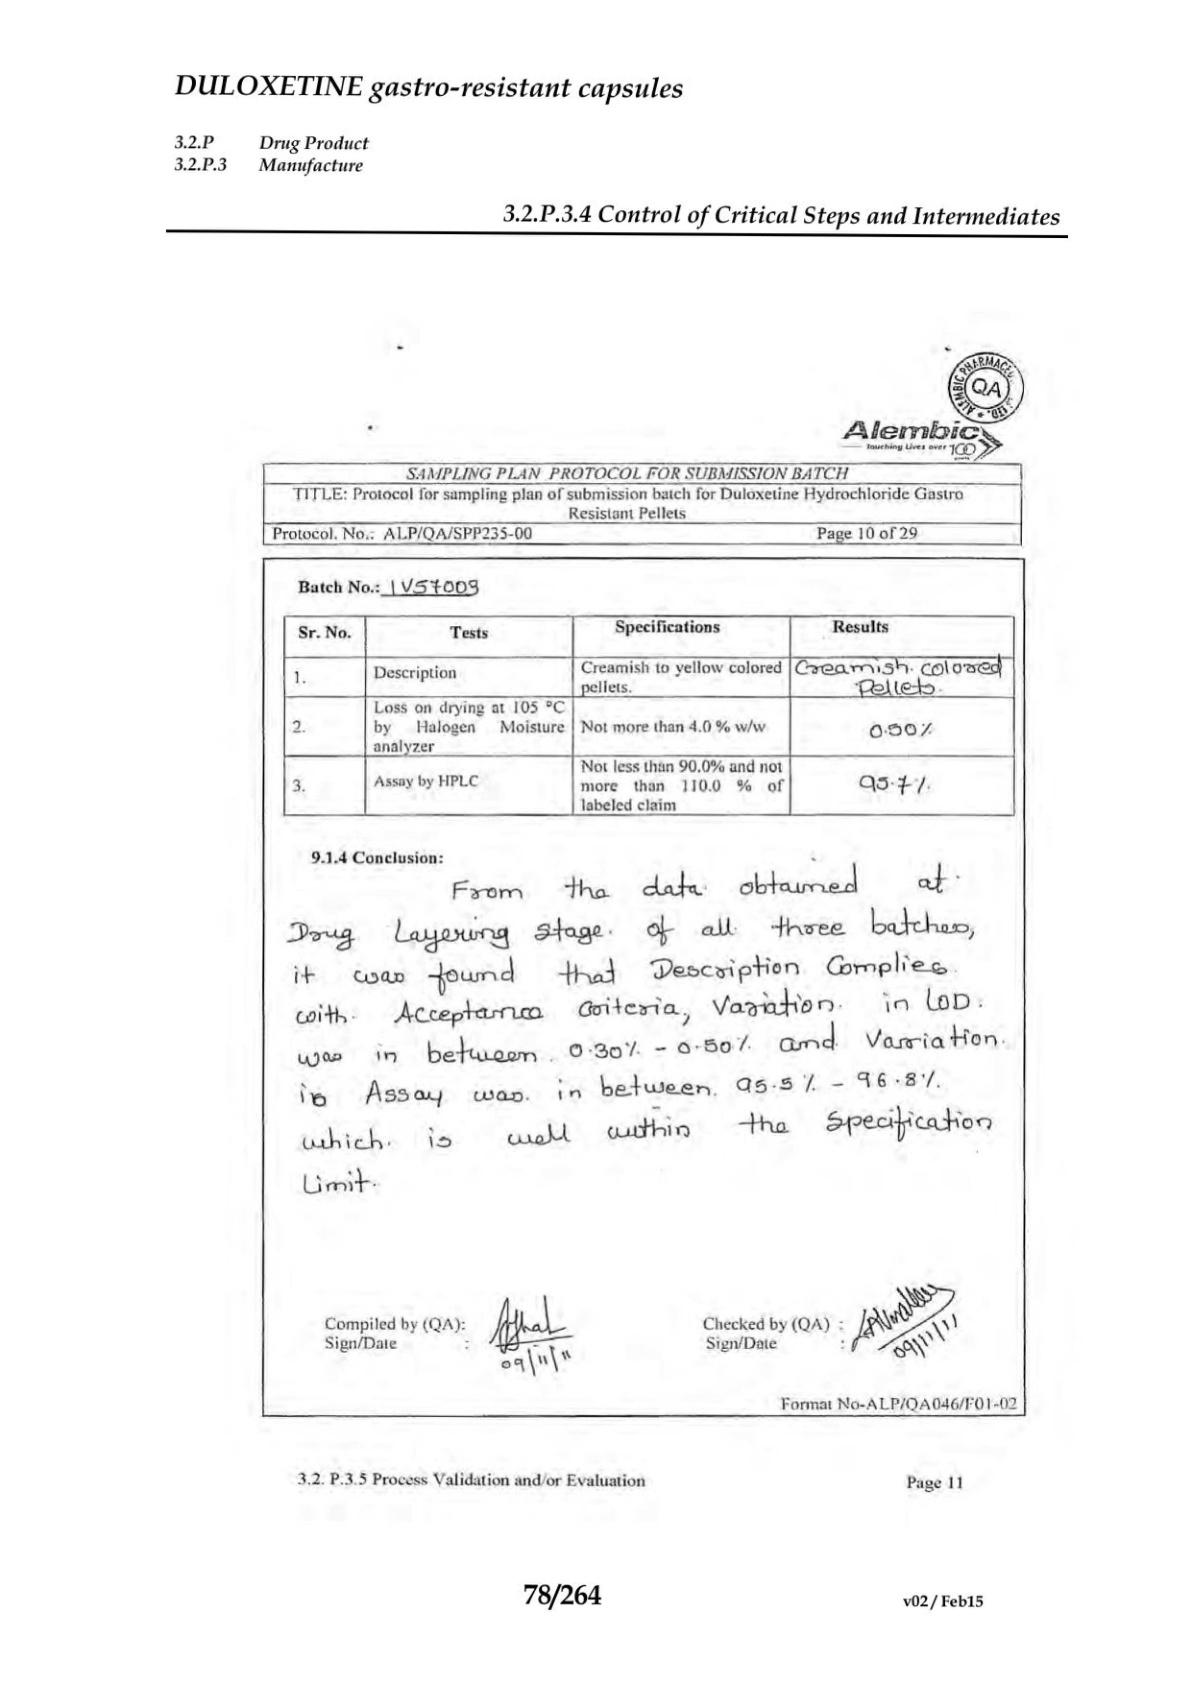 DULOXETINE gastro-resistant capsules
3.2.P Drug Product
3.2.P.3 Manufacture
3.2.P.3.4 Control of Critical Steps and Intermediates
QA
Alembic
Touching Lives over 100
SAMPLING PLAN PROTOCOL FOR SUBMISSION BATCH
TITLE: Protocol for sampling plan of submission batch for Duloxetine Hydrochloride Gastro
Resistant Pellets
Protocol. No.: ALP/QA/SPP235-00 Page 10 of 29
Batch No.: 1V57009
Sr. No. Tests Specifications Results
1. Description Creamish to yellow colored pellets. Creamish colored Pellets.
2. Loss on drying at 105 °C by Halogen Moisture analyzer Not more than 4.0 % w/w 0.50%
3. Assay by HPLC Not less than 90.0% and not more than 110.0 % of labeled claim 95.7%
9.1.4 Conclusion:
From the data obtained at
Drug Layering stage of all three batches,
it was found that Description Complies
with Acceptance Criteria, Variation in LOD
was in between 0.30% - 0.50% and Variation
in Assay was in between 95.5% - 96.8%
which is well within the Specification
Limit.
Compiled by (QA): Checked by (QA) :
Sign/Date : Sign/Date :
09/11/11 09/11/11
Format No-ALP/QA046/F01-02
3.2. P.3.5 Process Validation and/or Evaluation Page 11
78/264 v02 / Feb15